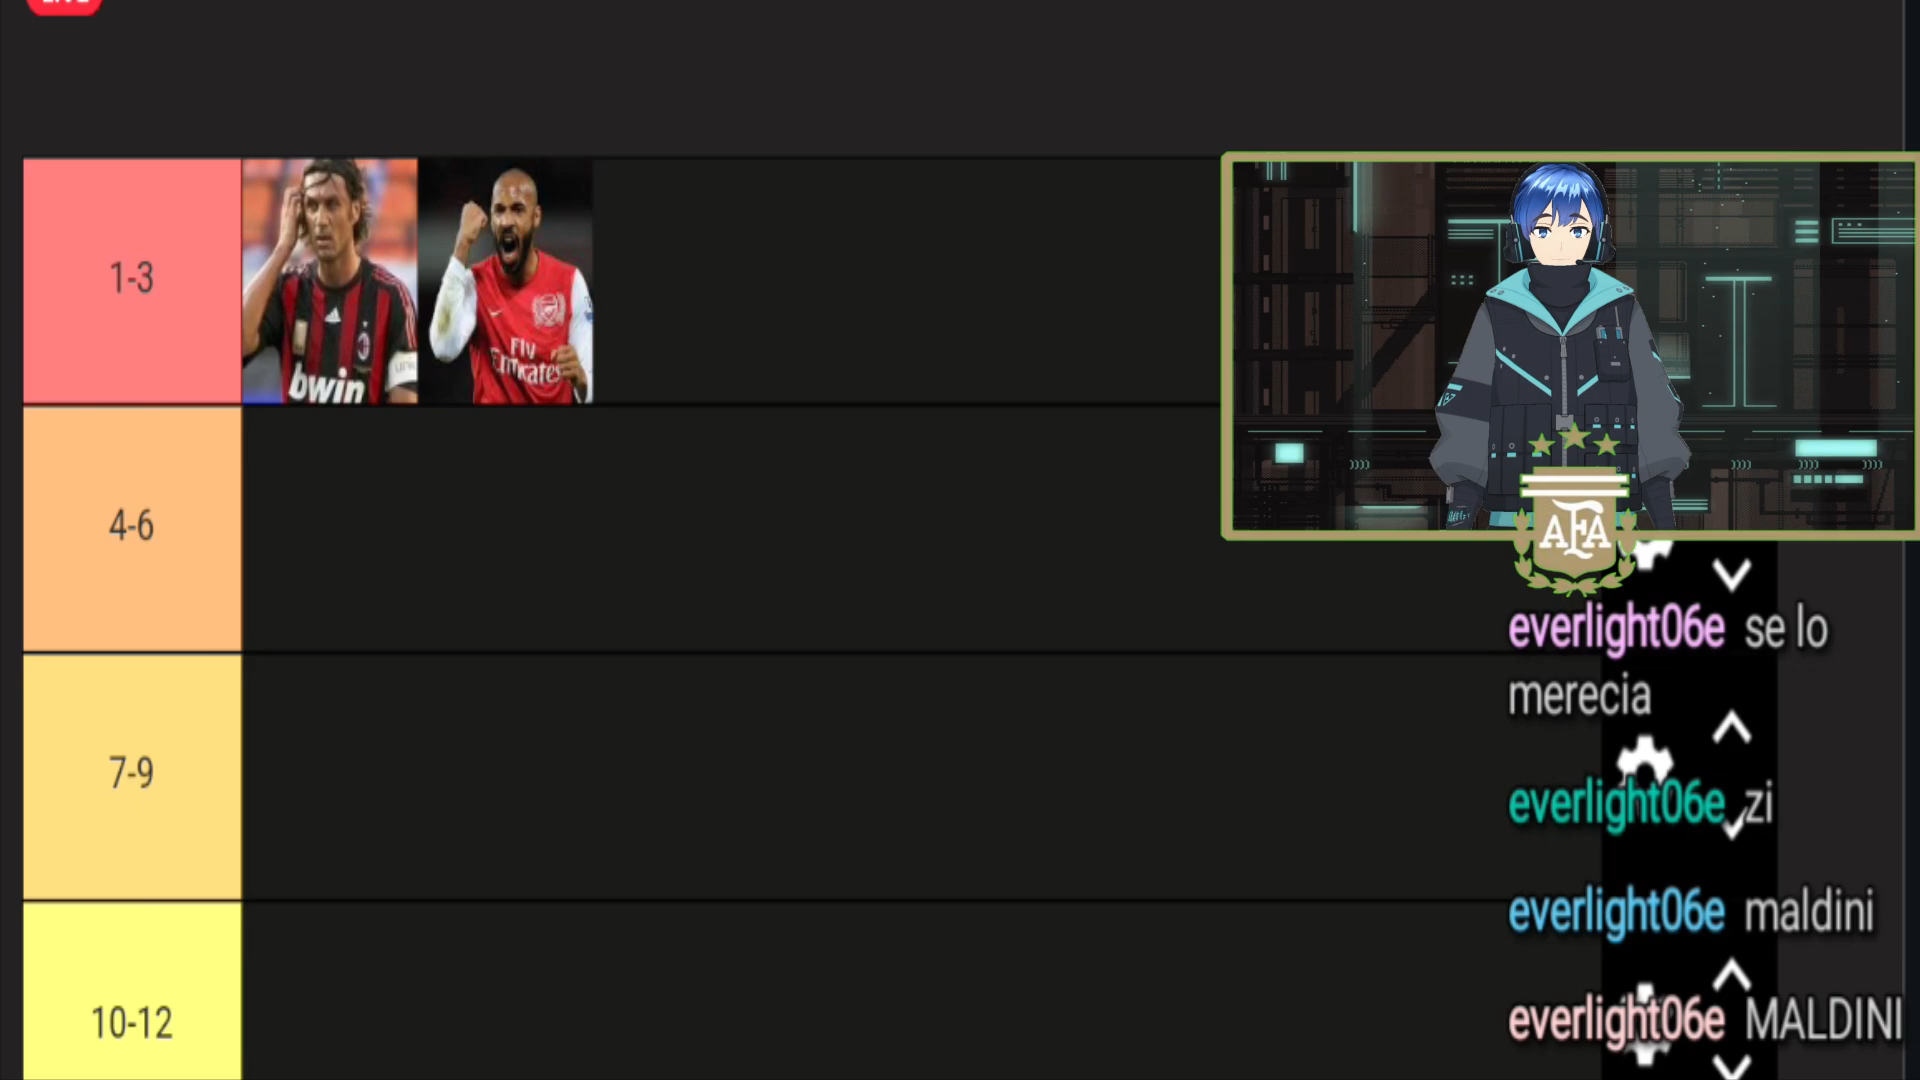 LIVE
1-3
bwin
Fly
Emirates
4-6
AFA
everlight06e se lo
merecia
7-9
everlight06e zi
everlight06e maldini
10-12
everlight06e MALDINI